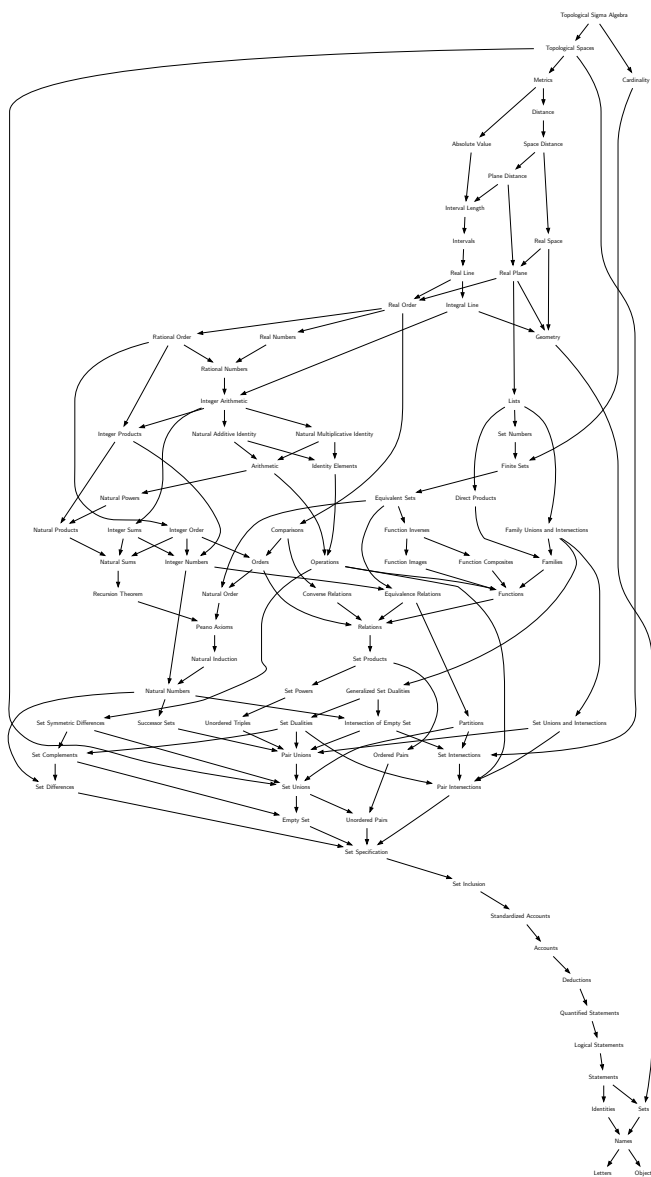 Topological Sigma Algebra
Topological Spaces
Metrics Cardinality
Distance
Absolute Value Space Distance
Plane Distance
Interval Length
Intervals Real Space
Real Line Real Plane
Real Order Integral Line
Rational Order Real Numbers Geometry
Rational Numbers
Integer Arithmetic Lists
Integer Products Natural Additive Identity Natural Multiplicative Identity Set Numbers
Arithmetic Identity Elements Finite Sets
Natural Powers Equivalent Sets Direct Products
Natural Products Integer Sums Integer Order Comparisons Function Inverses Family Unions and Intersections
Natural Sums Integer Numbers Orders Operations Function Images Function Composites Families
Recursion Theorem Natural Order Converse Relations Equivalence Relations Functions
Peano Axioms Relations
Natural Induction Set Products
Natural Numbers Set Powers Generalized Set Dualities
Set Symmetric Differences Successor Sets Unordered Triples Set Dualities Intersection of Empty Set Partitions Set Unions and Intersections
Set Complements Pair Unions Ordered Pairs Set Intersections
Set Differences Set Unions Pair Intersections
Empty Set Unordered Pairs
Set Specification
Set Inclusion
Standardized Accounts
Accounts
Deductions
Quantified Statements
Logical Statements
Statements
Identities Sets
Names
Letters Object